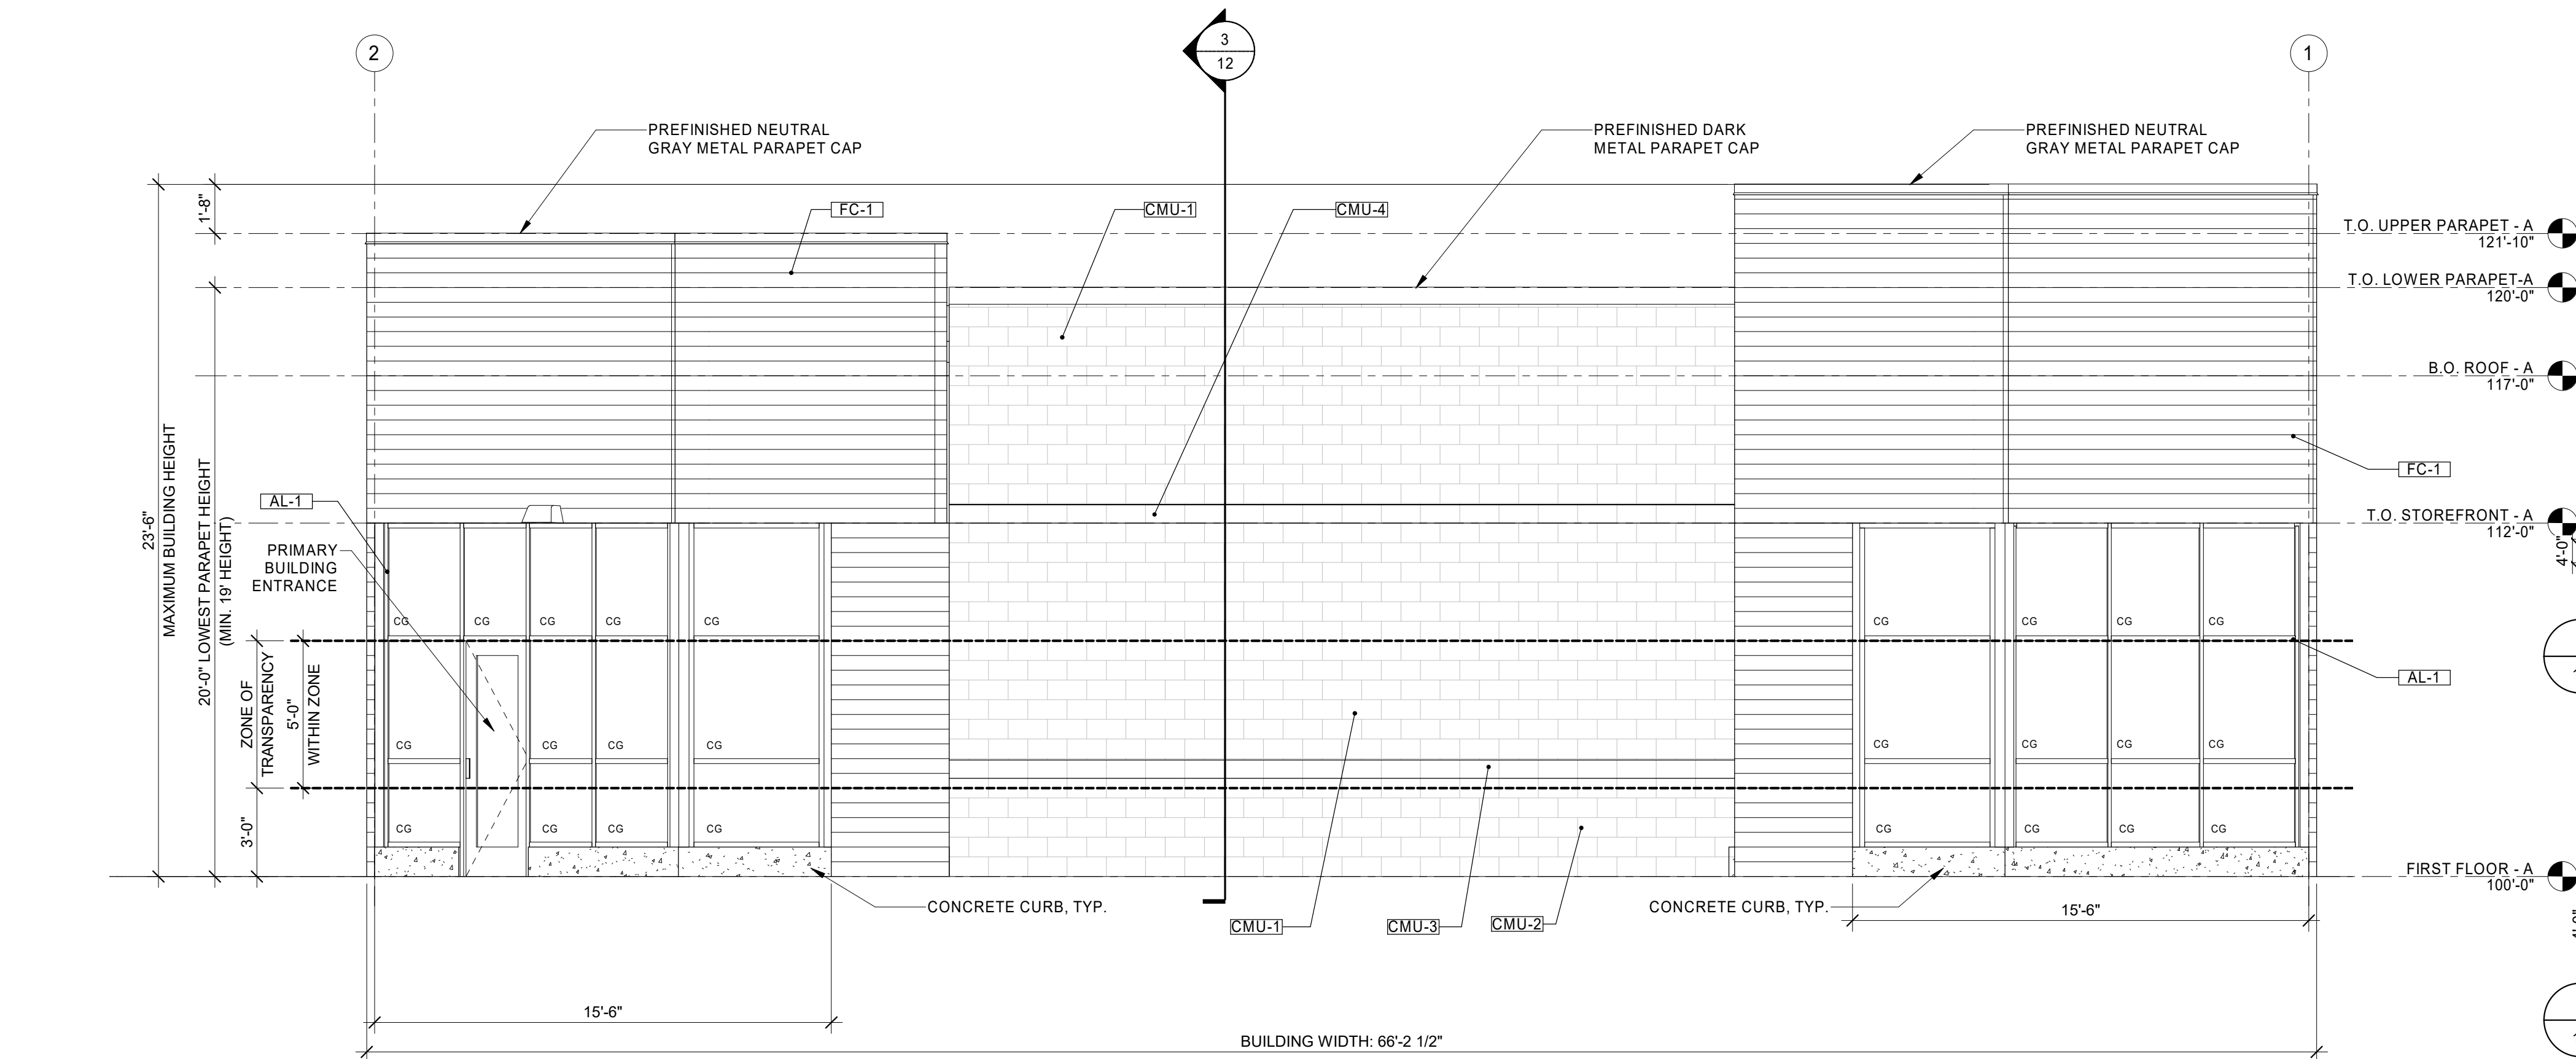 2
3
12
1
PREFINISHED NEUTRAL
GRAY METAL PARAPET CAP
PREFINISHED DARK
METAL PARAPET CAP
PREFINISHED NEUTRAL
GRAY METAL PARAPET CAP
1'-8"
FC-1
CMU-1
CMU-4
T.O. UPPER PARAPET - A
121'-10"
T.O. LOWER PARAPET-A
120'-0"
B.O. ROOF - A
117'-0"
FC-1
23'-6"
MAXIMUM BUILDING HEIGHT
20'-0" LOWEST PARAPET HEIGHT
(MIN. 19' HEIGHT)
AL-1
T.O. STOREFRONT - A
112'-0"
4'-0"
PRIMARY
BUILDING
ENTRANCE
CG
CG
CG
CG
CG
CG
CG
CG
CG
ZONE OF
TRANSPARENCY
5'-0"
WITHIN ZONE
AL-1
CG
CG
CG
CG
CG
CG
CG
CG
3'-0"
CG
CG
CG
CG
CG
CG
CG
CG
FIRST FLOOR - A
100'-0"
CONCRETE CURB, TYP.
CMU-1
CMU-3
CMU-2
CONCRETE CURB, TYP.
15'-6"
15'-6"
BUILDING WIDTH: 66'-2 1/2"